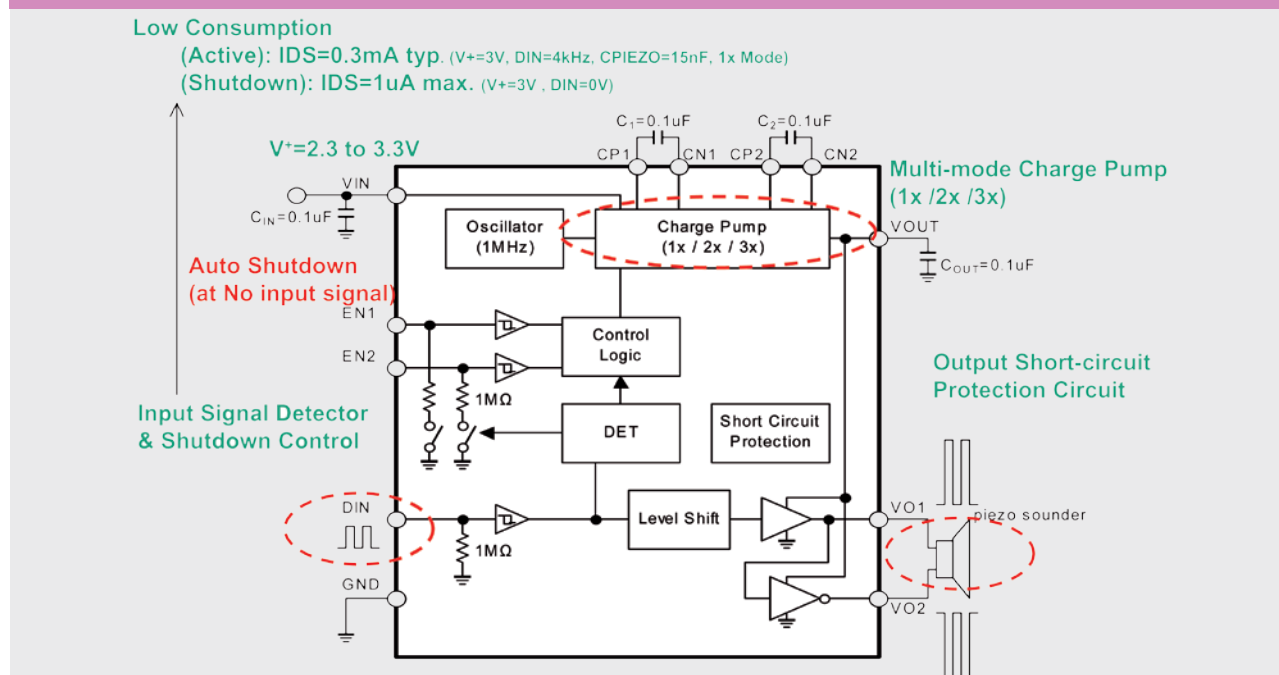 Low Consumption
(Active): IDS=0.3mA typ. (V+=3V, DIN=4kHz, CPIEZO=15nF, 1x Mode)
(Shutdown): IDS=1uA max. (V+=3V , DIN=0V)
C₁=0.1uF
C₂=0.1uF
V⁺=2.3 to 3.3V
CP1
CN1
CP2
CN2
Multi-mode Charge Pump
(1x /2x /3x)
VIN
CIN=0.1uF
Oscillator
(1MHz)
Charge Pump
(1x / 2x / 3x)
VOUT
COUT=0.1uF
Auto Shutdown
(at No input signal)
EN1
EN2
Control
Logic
Output Short-circuit
Protection Circuit
1MΩ
Input Signal Detector
& Shutdown Control
DET
Short Circuit
Protection
DIN
Level Shift
VO1
piezo sounder
1MΩ
GND
VO2